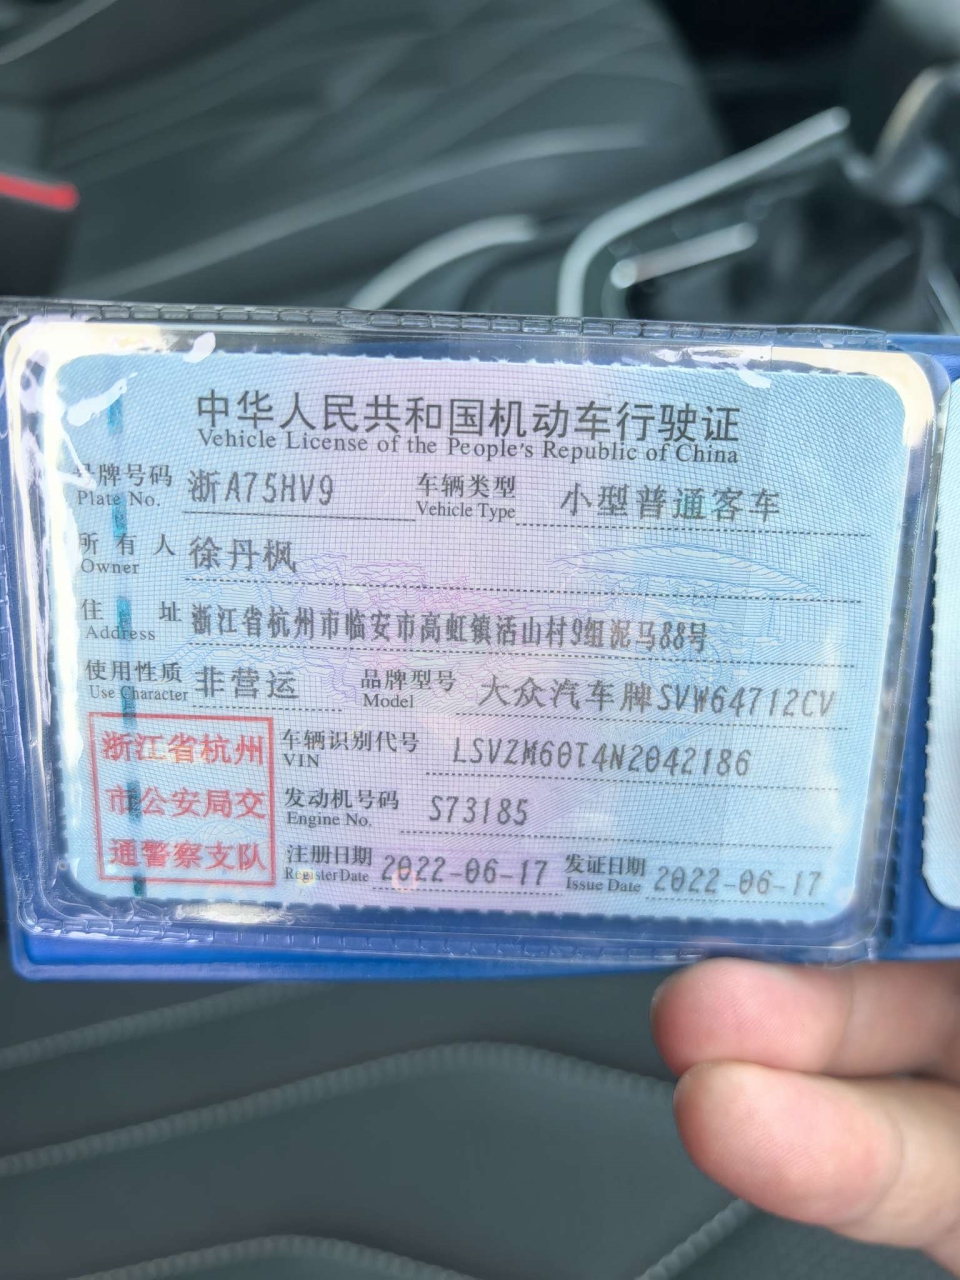 中华人民共和国机动车行驶证
Vehicle License of the People's Republic of China
号牌号码 浙A75HV9 车辆类型 小型普通客车
Plate No. Vehicle Type
所有人 徐丹枫
Owner
住址 浙江省杭州市临安市高虹镇活山村9组泥马88号
Address
使用性质 非营运 品牌型号 大众汽车牌SVW64712CV
Use Character Model
浙江省杭州
市公安局交
通警察支队
车辆识别代号 LSVZM60T4N2042186
VIN
发动机号码 S73185
Engine No.
注册日期 2022-06-17 发证日期 2022-06-17
Register Date Issue Date